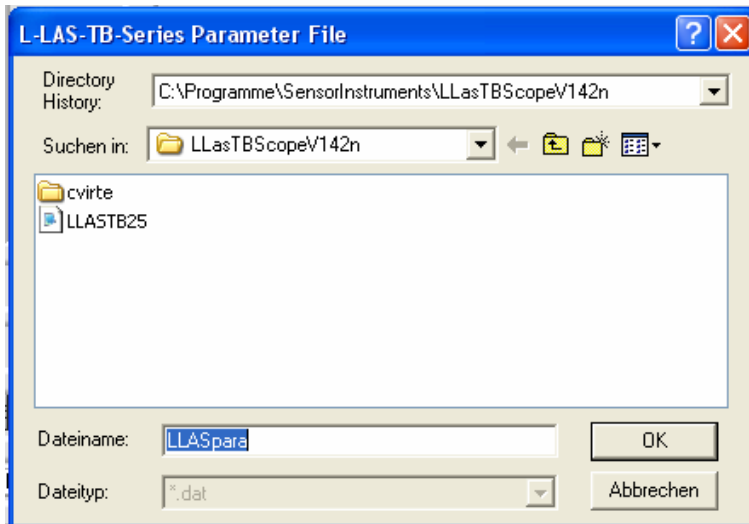 L-LAS-TB-Series Parameter File
Directory
History:
C:\Programme\SensorInstruments\LLasTBScopeV142n
Suchen in:
LLasTBScopeV142n
cvirte
LLASTB25
Dateiname:
LLASpara
OK
Dateityp:
*.dat
Abbrechen